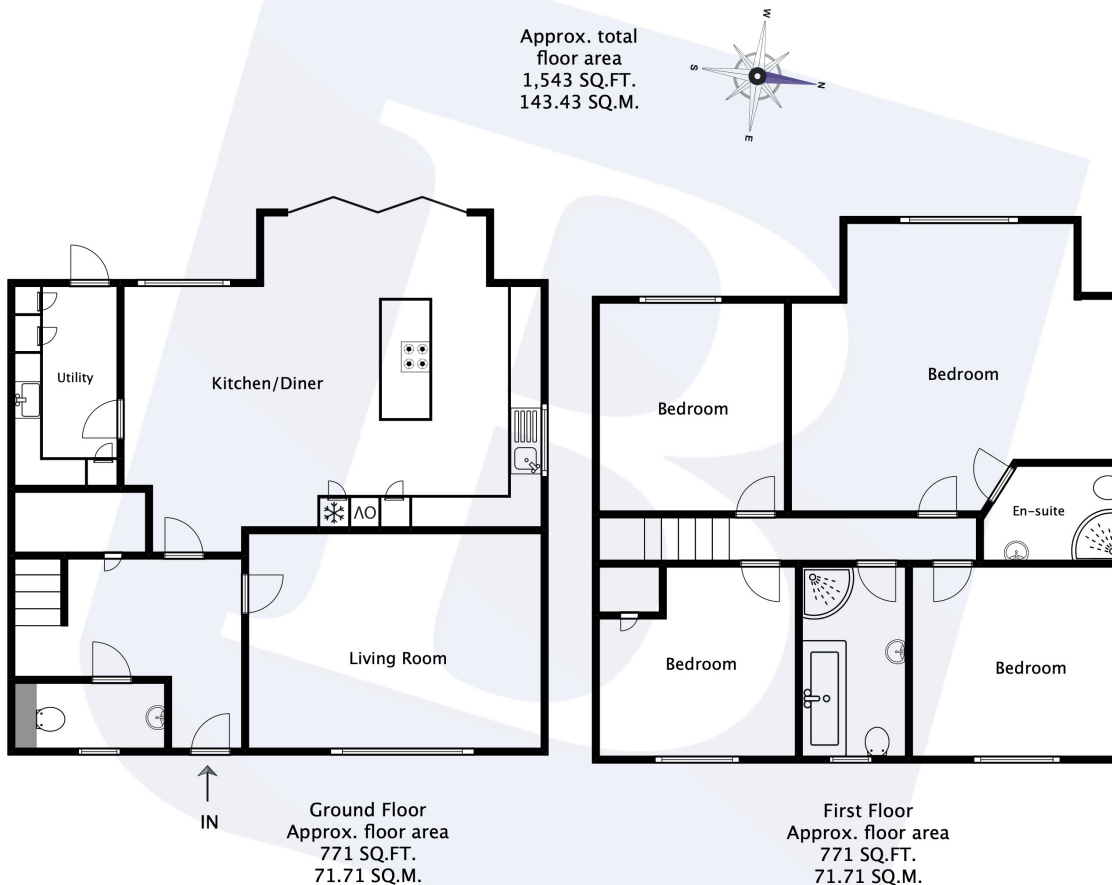 Approx. total
floor area
1,543 SQ.FT.
143.43 SQ.M.
W
S
N
E
Utility
Kitchen/Diner
ΛO
Living Room
IN
Ground Floor
Approx. floor area
771 SQ.FT.
71.71 SQ.M.
Bedroom
Bedroom
En-suite
Bedroom
Bedroom
First Floor
Approx. floor area
771 SQ.FT.
71.71 SQ.M.